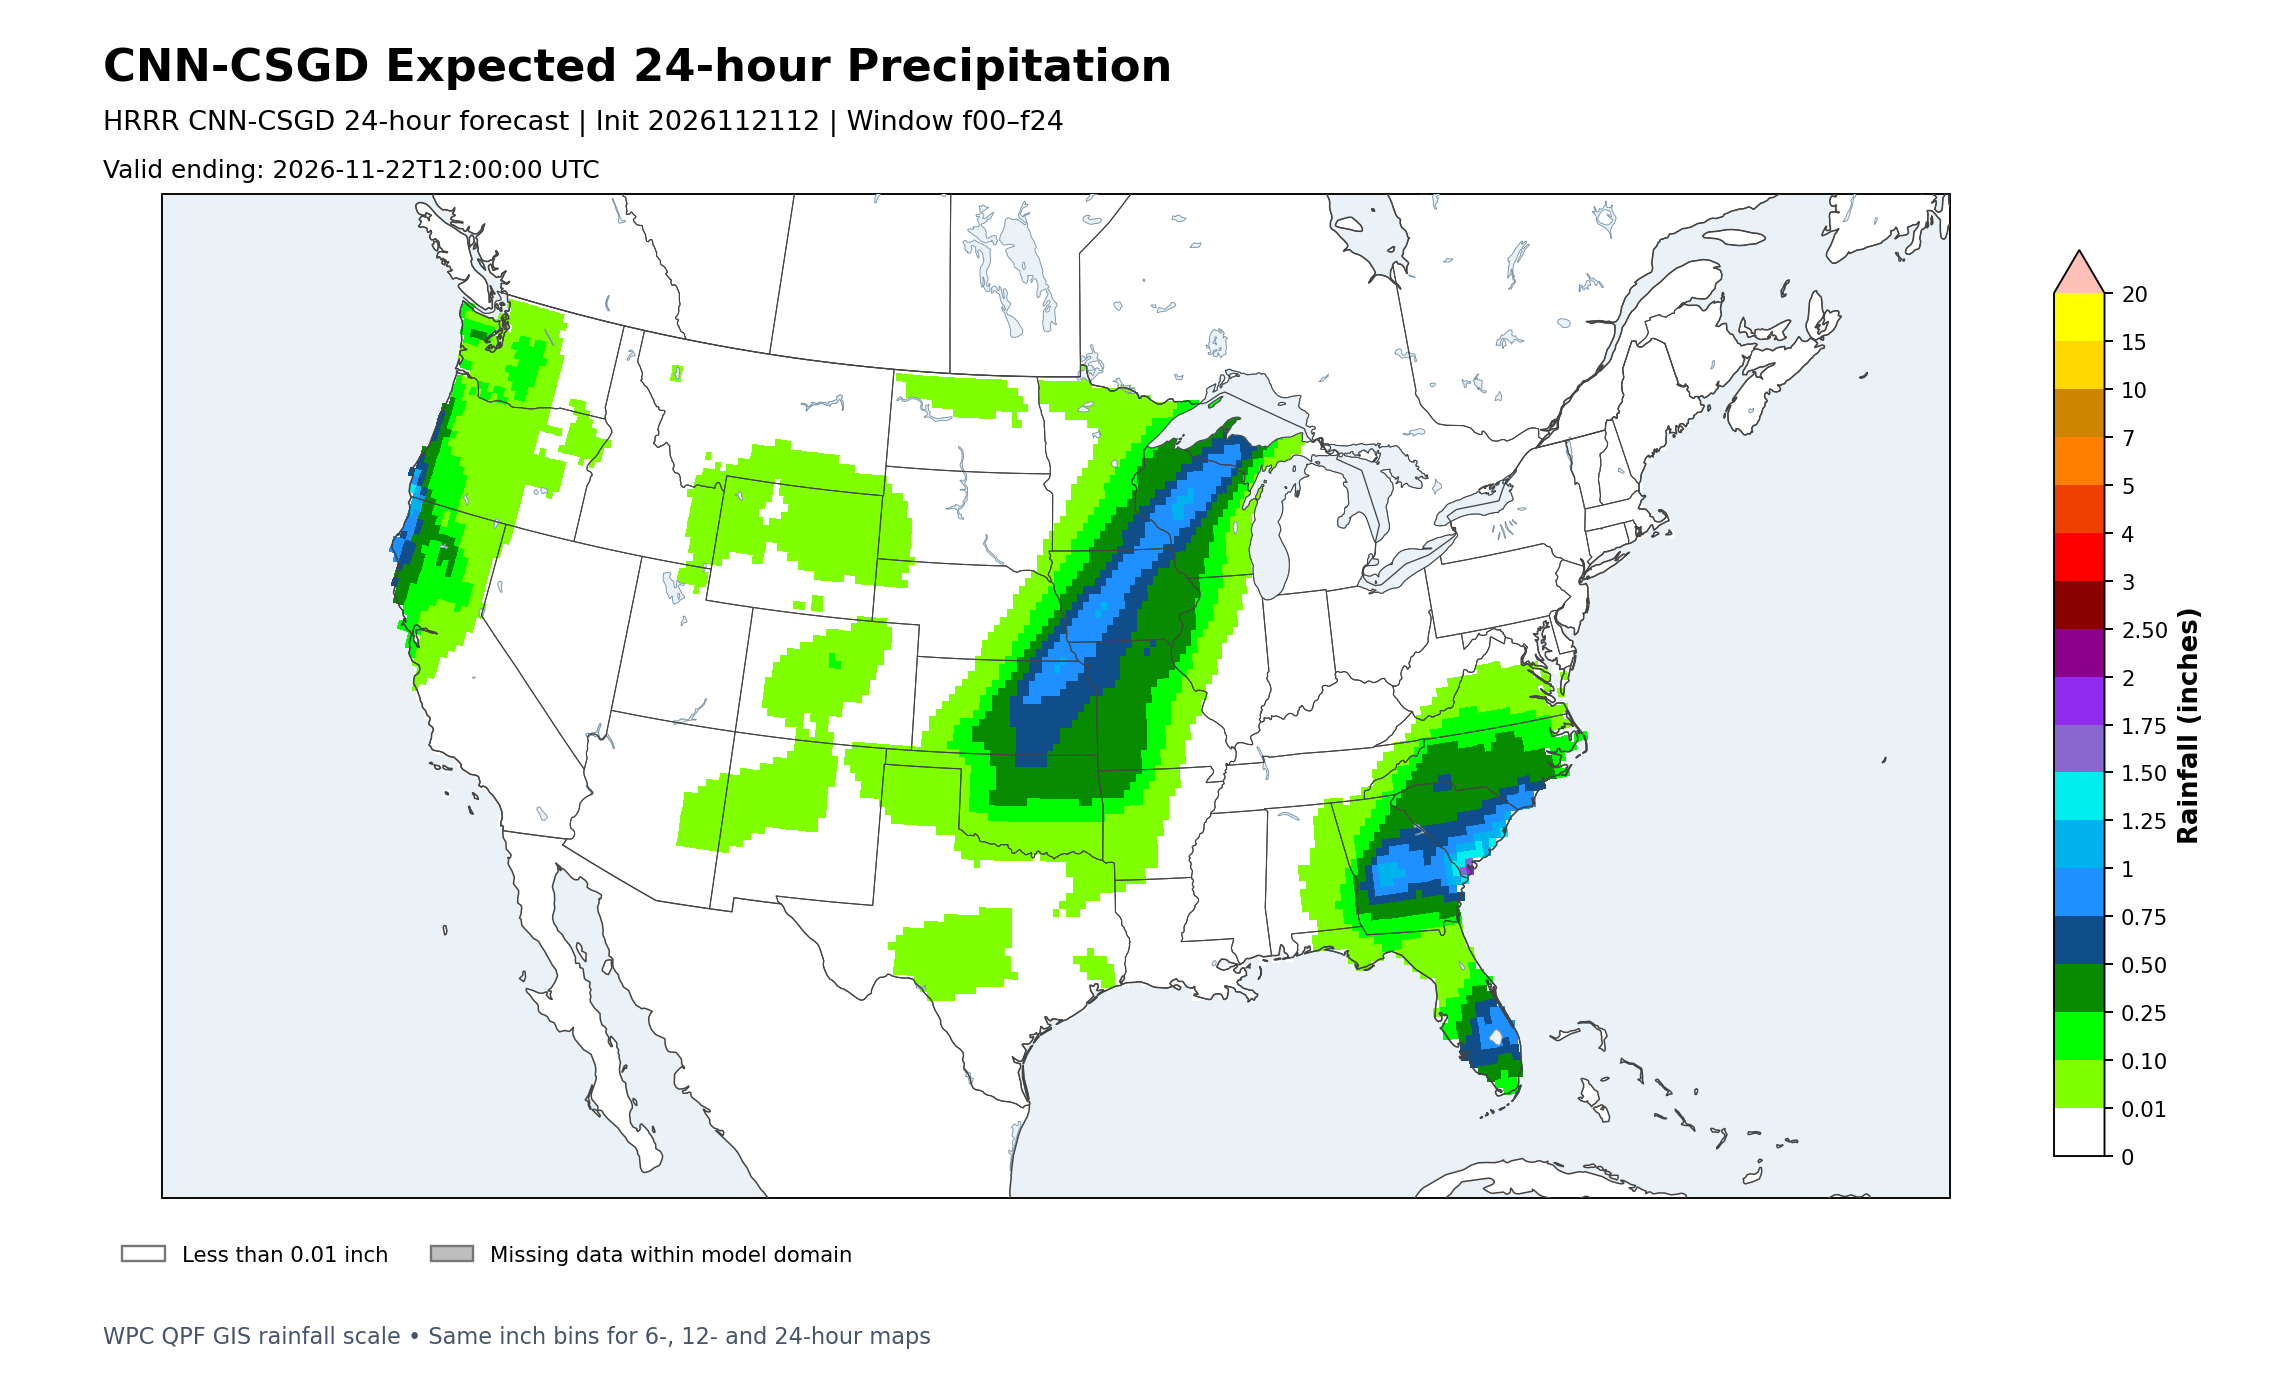 CNN-CSGD Expected 24-hour Precipitation
HRRR CNN-CSGD 24-hour forecast | Init 2026112112 | Window f00–f24
Valid ending: 2026-11-22T12:00:00 UTC
20
15
10
7
5
4
3
2.50
2
1.75
1.50
1.25
1
0.75
0.50
0.25
0.10
0.01
0
Rainfall (inches)
Less than 0.01 inch
Missing data within model domain
WPC QPF GIS rainfall scale • Same inch bins for 6-, 12- and 24-hour maps